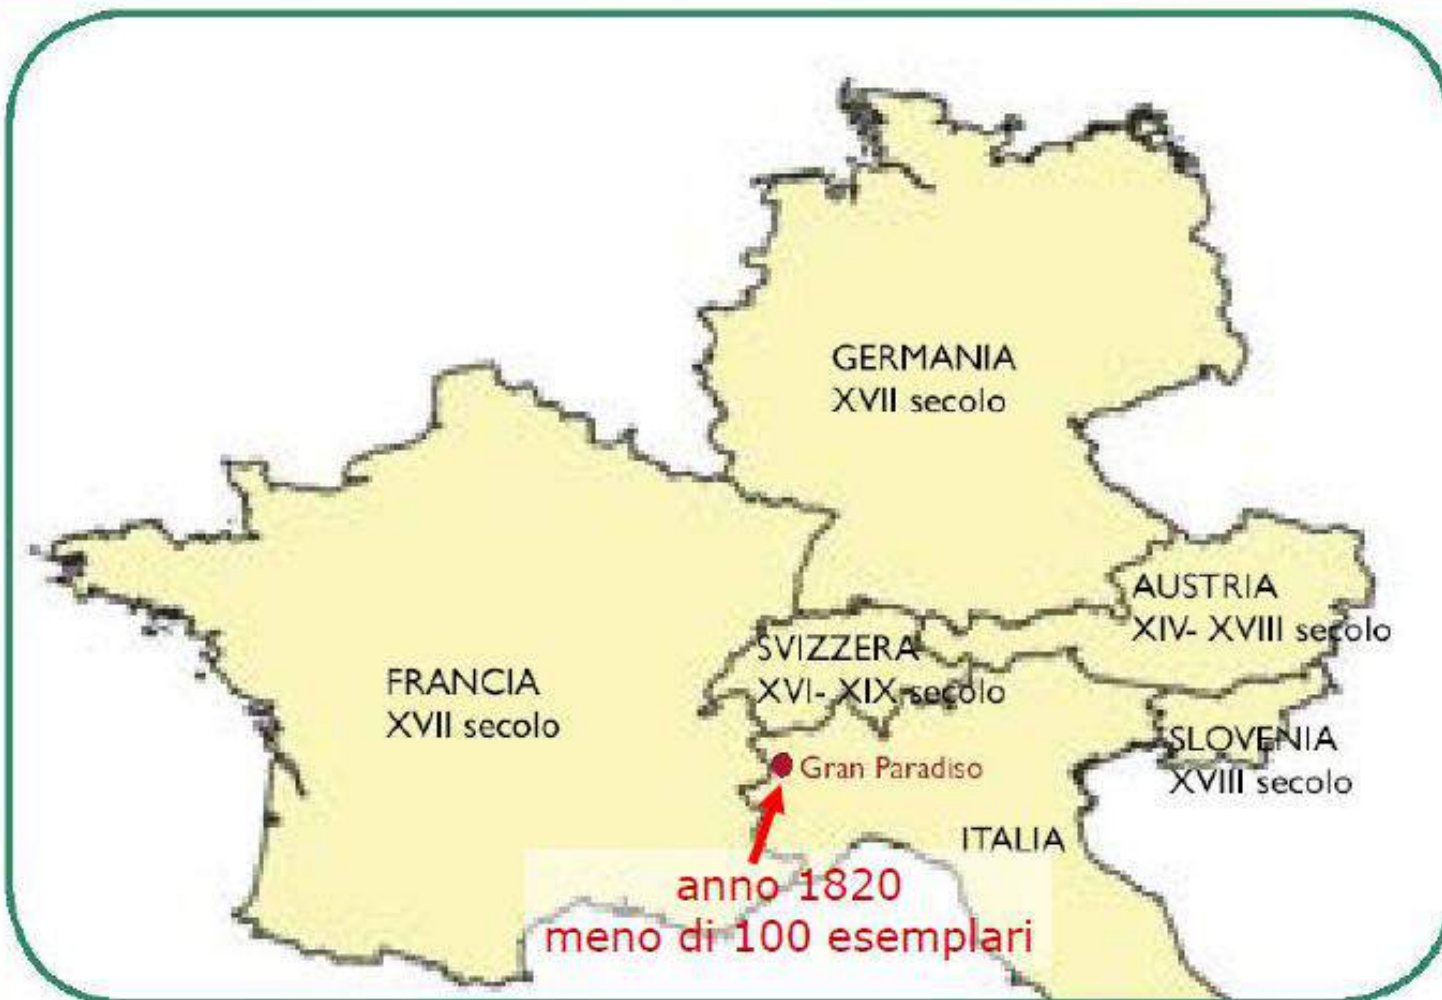 GERMANIA
XVII secolo
AUSTRIA
XIV- XVIII secolo
SVIZZERA
XVI- XIX secolo
FRANCIA
XVII secolo
SLOVENIA
XVIII secolo
Gran Paradiso
ITALIA
anno 1820
meno di 100 esemplari